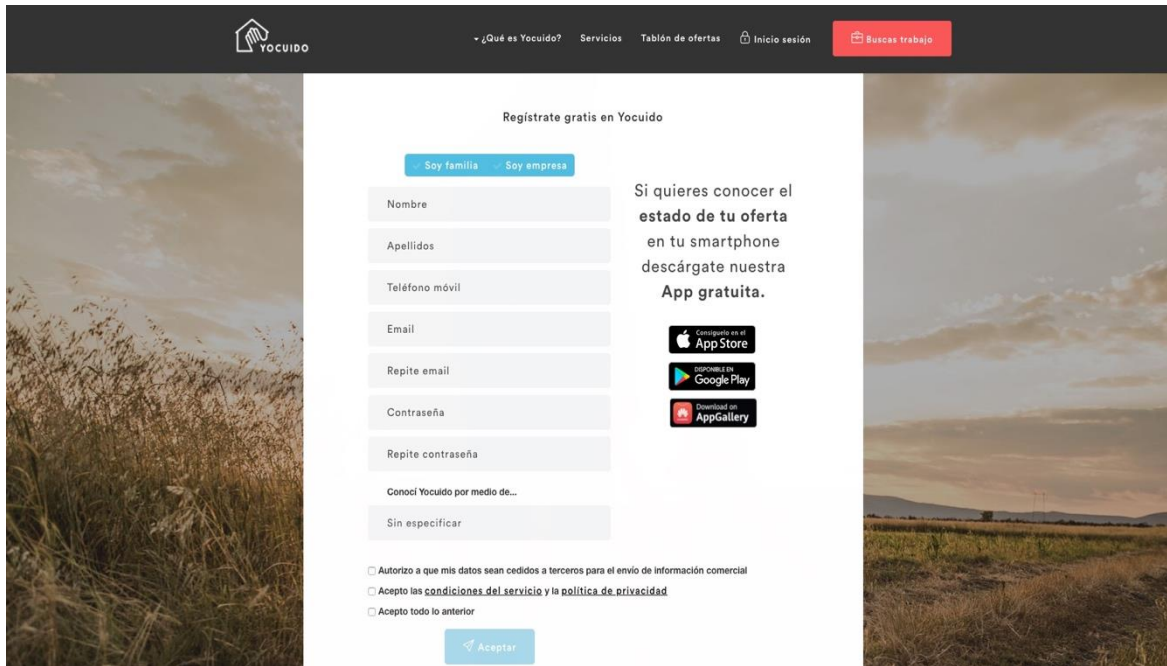 YOCUIDO
¿Qué es Yocuido? Servicios Tablón de ofertas Inicio sesión Buscas trabajo
Regístrate gratis en Yocuido
Soy familia Soy empresa
Nombre
Apellidos
Teléfono móvil
Email
Repite email
Contraseña
Repite contraseña
Conocí Yocuido por medio de...
Sin especificar
Si quieres conocer el
estado de tu oferta
en tu smartphone
descárgate nuestra
App gratuita.
Consíguelo en el
App Store
DISPONIBLE EN
Google Play
Download on
AppGallery
Autorizo a que mis datos sean cedidos a terceros para el envío de información comercial
Acepto las condiciones del servicio y la política de privacidad
Acepto todo lo anterior
Aceptar